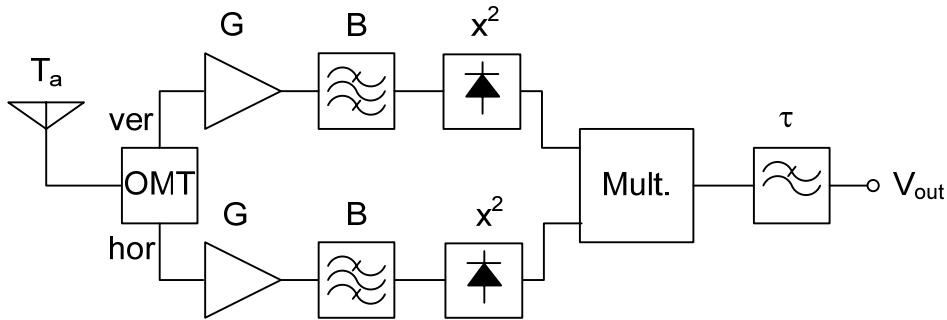 G B x²
Tₐ
ver
OMT
hor
Mult.
τ
Vₒᵤₜ
G B x²